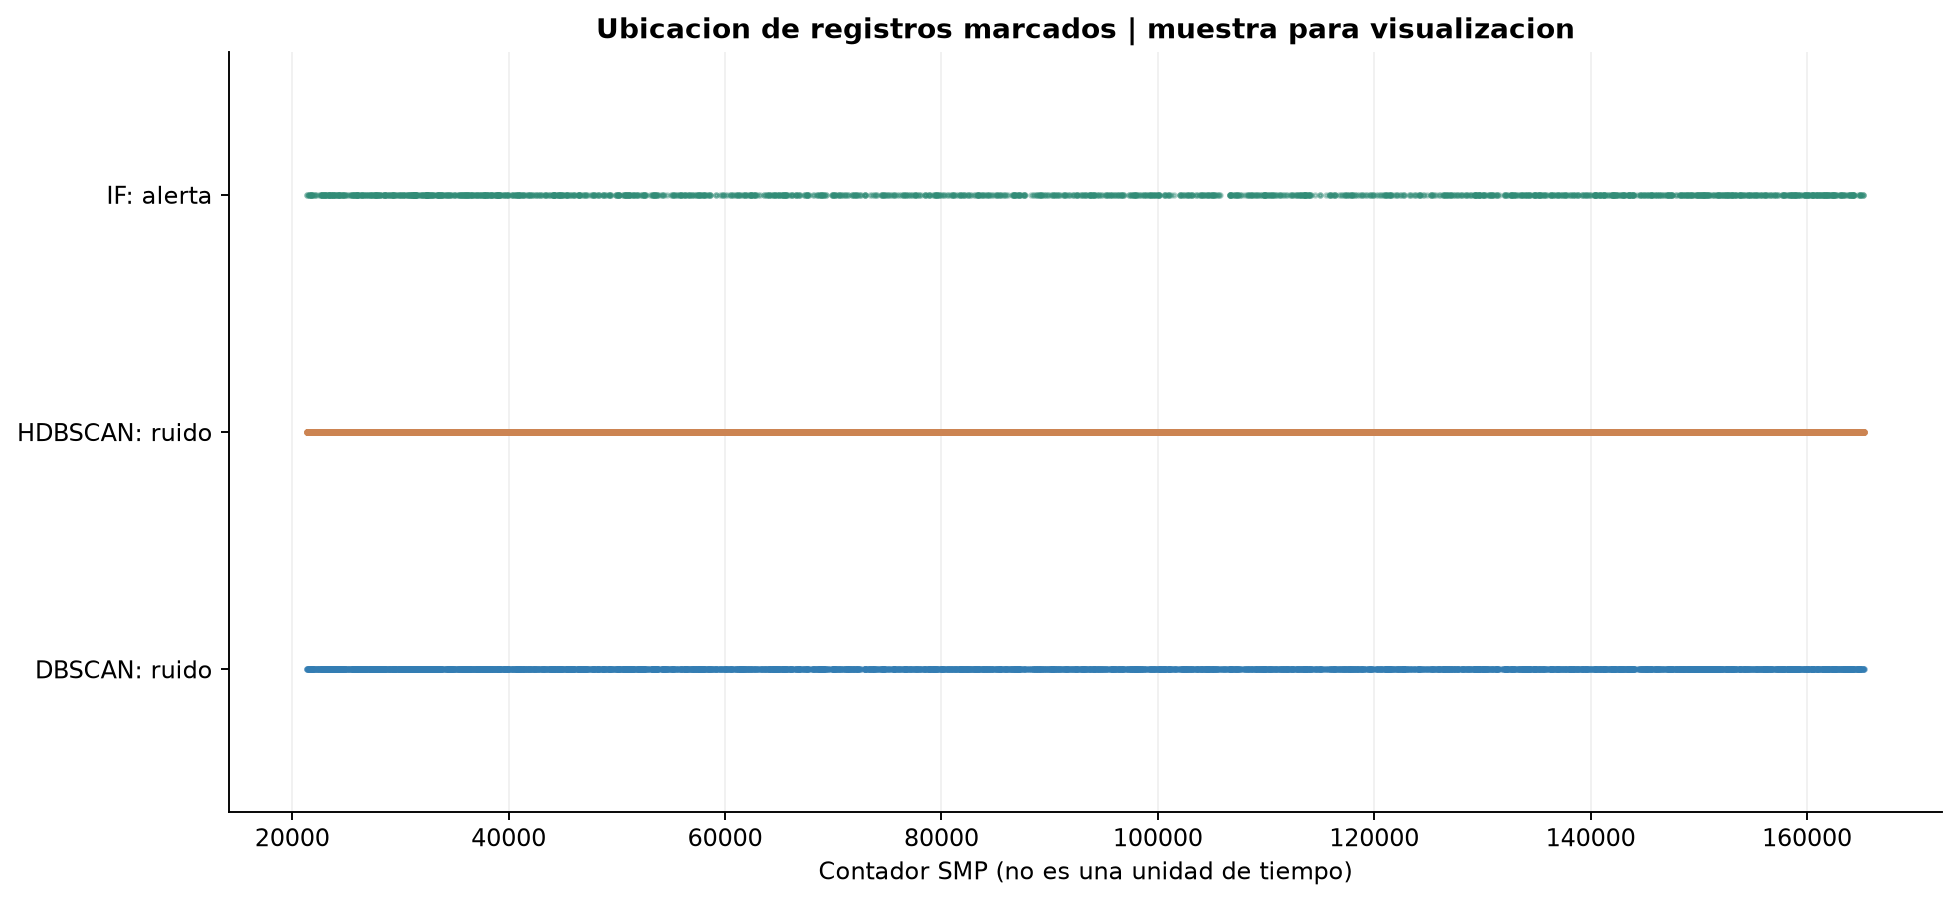 Ubicacion de registros marcados | muestra para visualizacion
IF: alerta
HDBSCAN: ruido
DBSCAN: ruido
20000 40000 60000 80000 100000 120000 140000 160000
Contador SMP (no es una unidad de tiempo)